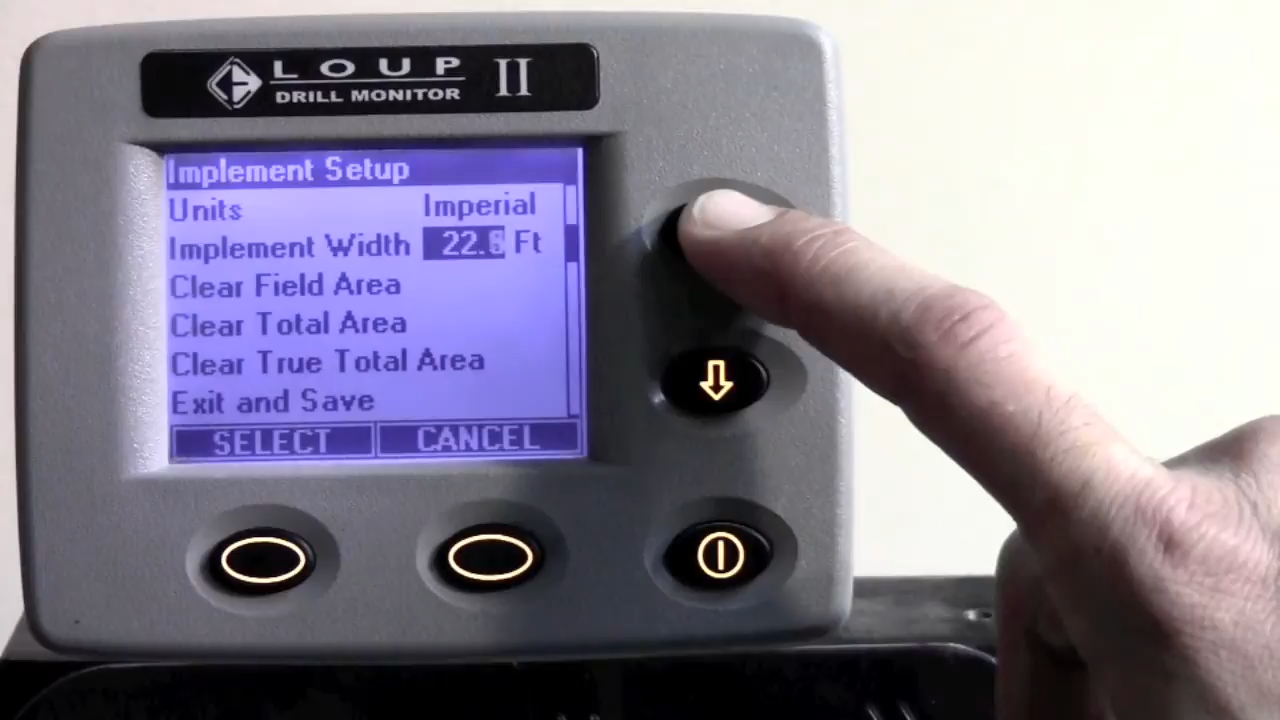 LOUP II
DRILL MONITOR
Implement Setup
Units Imperial
Implement Width Ft
Clear Field Area
Clear Total Area
Clear True Total Area
Exit and Save
SELECT CANCEL